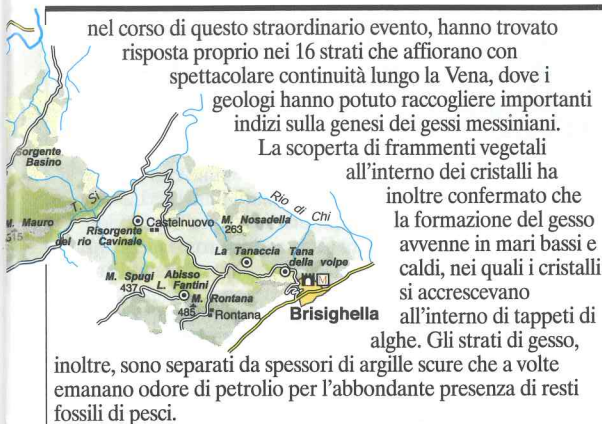 nel corso di questo straordinario evento, hanno trovato
risposta proprio nei 16 strati che affiorano con
spettacolare continuità lungo la Vena, dove i
geologi hanno potuto raccogliere importanti
indizi sulla genesi dei gessi messiniani.
La scoperta di frammenti vegetali
all'interno dei cristalli ha
inoltre confermato che
la formazione del gesso
avvenne in mari bassi e
caldi, nei quali i cristalli
si accrescevano
all'interno di tappeti di
alghe. Gli strati di gesso,
inoltre, sono separati da spessori di argille scure che a volte
emanano odore di petrolio per l'abbondante presenza di resti
fossili di pesci.
Sorgente
Basino
M. Mauro
T. Si
Risorgente
del rio Cavinale
Castelnuovo
M. Nosadella
263
Rio di Chi
La Tanaccia
Tana
della volpe
M. Spugi
437
Abisso
L. Fantini
M. Rontana
485
Rontana
M
Brisighella